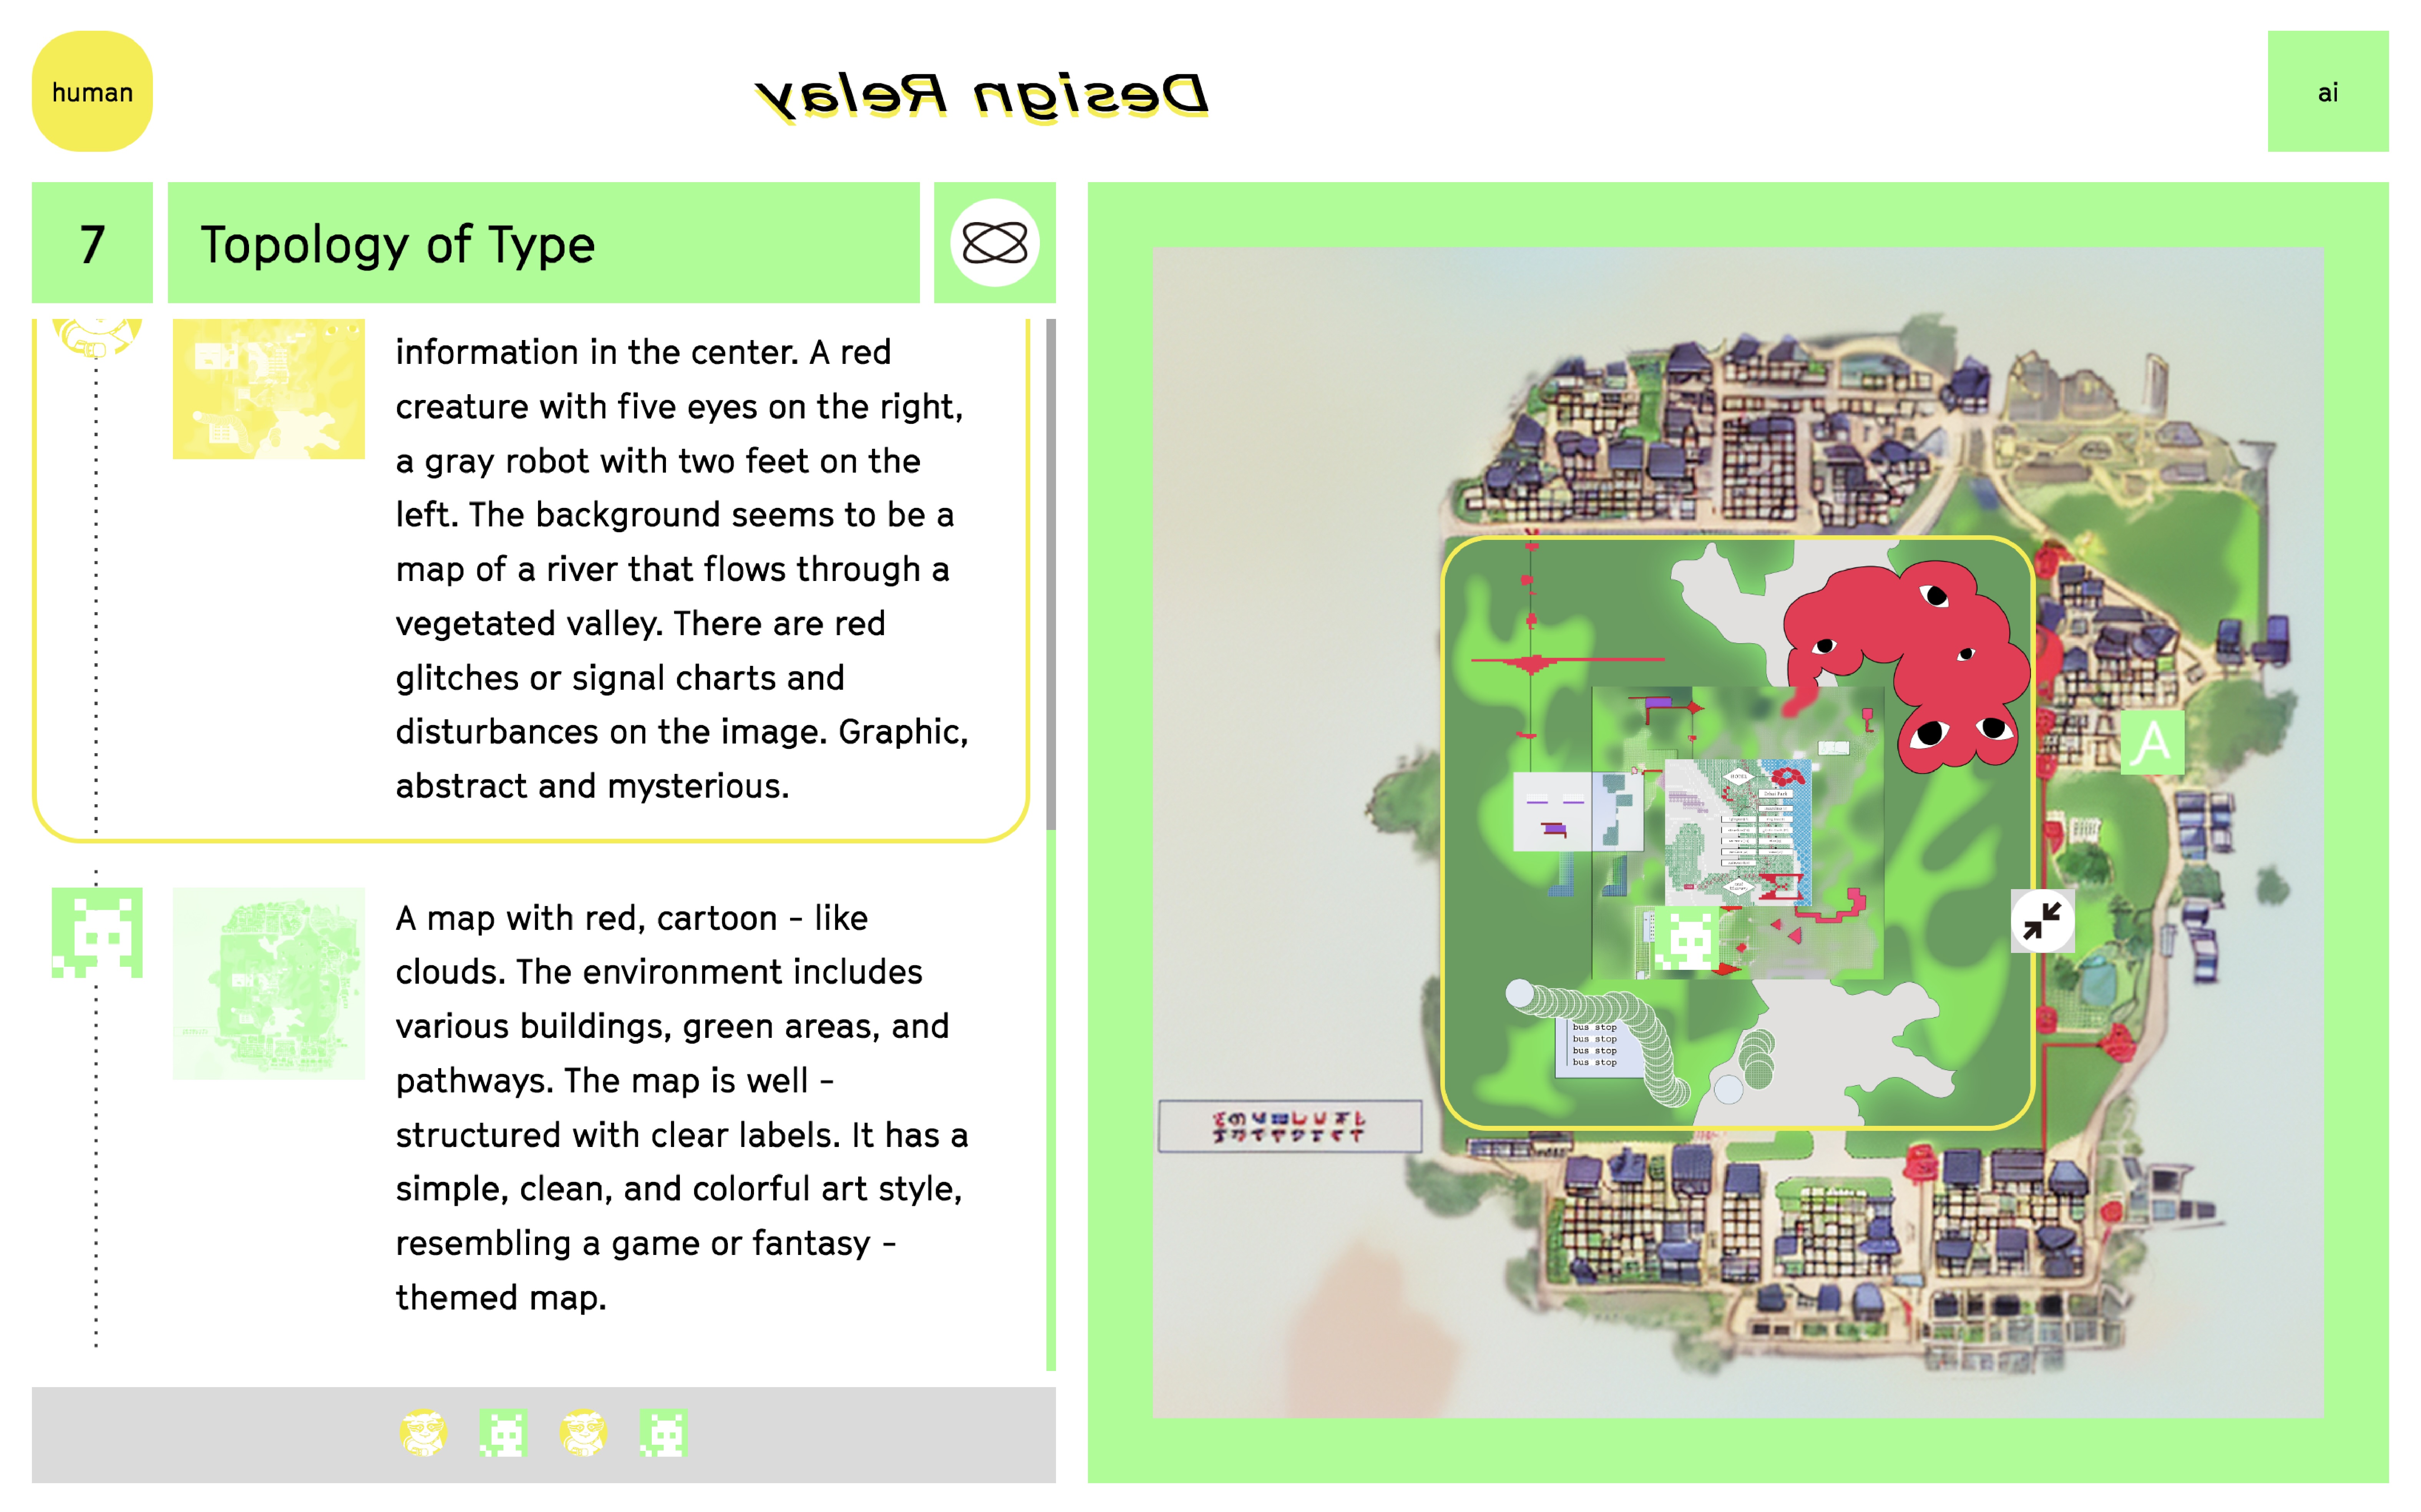 human
Design Relay
ai
7
Topology of Type
information in the center. A red
creature with five eyes on the right,
a gray robot with two feet on the
left. The background seems to be a
map of a river that flows through a
vegetated valley. There are red
glitches or signal charts and
disturbances on the image. Graphic,
abstract and mysterious.
A map with red, cartoon - like
clouds. The environment includes
various buildings, green areas, and
pathways. The map is well -
structured with clear labels. It has a
simple, clean, and colorful art style,
resembling a game or fantasy -
themed map.
A
bus stop
bus stop
bus stop
bus stop